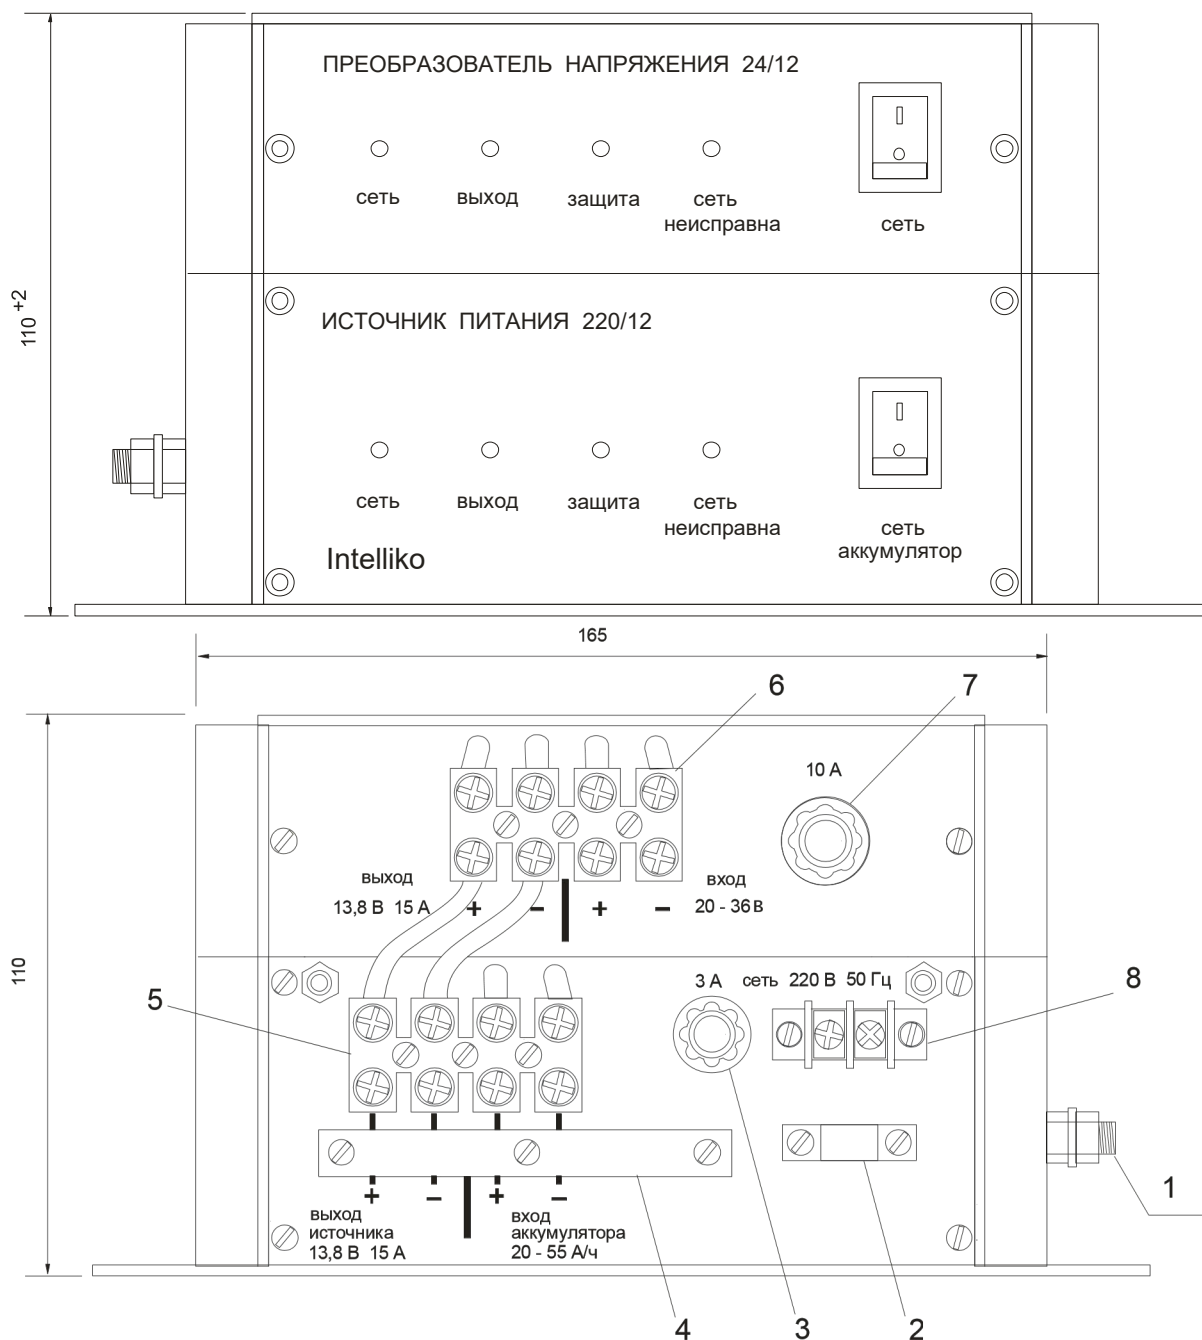 ПРЕОБРАЗОВАТЕЛЬ НАПРЯЖЕНИЯ 24/12
сеть
выход
защита
сеть
неисправна
сеть
110 +2
ИСТОЧНИК ПИТАНИЯ 220/12
сеть
выход
защита
сеть
неисправна
сеть
аккумулятор
Intelliko
165
6
7
10 А
выход
13,8 В 15 А
+
–
+
–
вход
20 - 36 В
110
5
3 А
сеть 220 В 50 Гц
8
+
–
+
–
выход
источника
13,8 В 15 А
вход
аккумулятора
20 - 55 А/ч
1
4
3
2